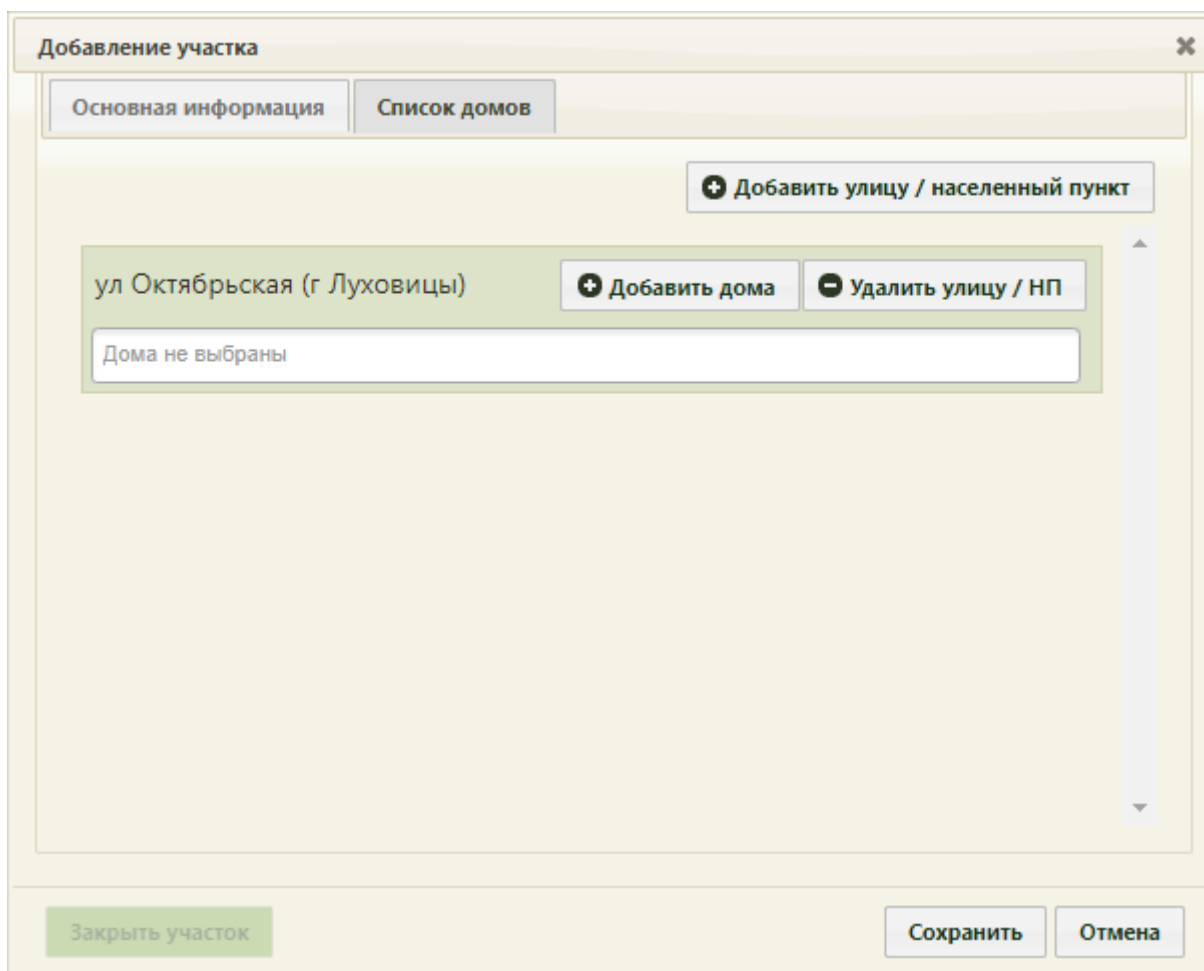 Добавление участка
Основная информация Список домов
Добавить улицу / населенный пункт
ул Октябрьская (г Луховицы) Добавить дома Удалить улицу / НП
Дома не выбраны
Закрыть участок Сохранить Отмена